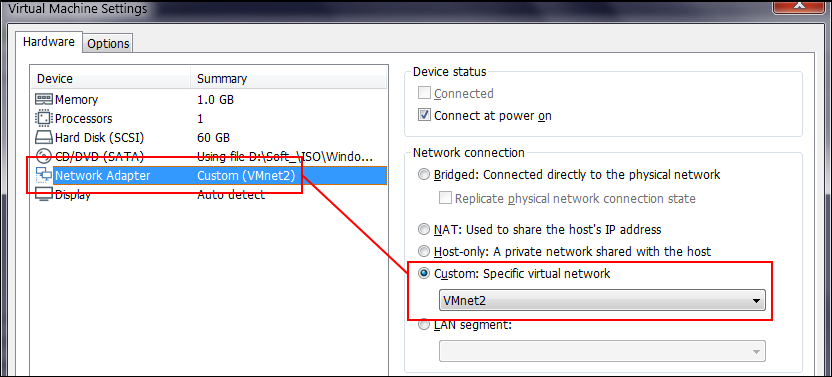 Virtual Machine Settings
Hardware
Options
Device Summary
Memory 1.0 GB
Processors 1
Hard Disk (SCSI) 60 GB
CD/DVD (SATA) Using file D:\Soft_\ISO\Windo...
Network Adapter Custom (VMnet2)
Display Auto detect
Device status
Connected
Connect at power on
Network connection
Bridged: Connected directly to the physical network
Replicate physical network connection state
NAT: Used to share the host's IP address
Host-only: A private network shared with the host
Custom: Specific virtual network
VMnet2
LAN segment: